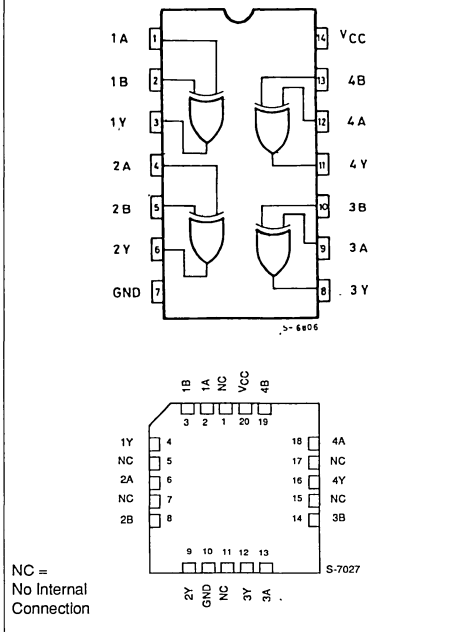 1A 1 14 VCC
1B 2 13 4B
1Y 3 12 4A
2A 4 11 4Y
2B 5 10 3B
2Y 6 9 3A
GND 7 8 3Y
S-6806
1B 1A NC VCC 4B
3 2 1 20 19
1Y 4 18 4A
NC 5 17 NC
2A 6 16 4Y
NC 7 15 NC
2B 8 14 3B
9 10 11 12 13
S-7027
2Y GND NC 3Y 3A
NC =
No Internal
Connection